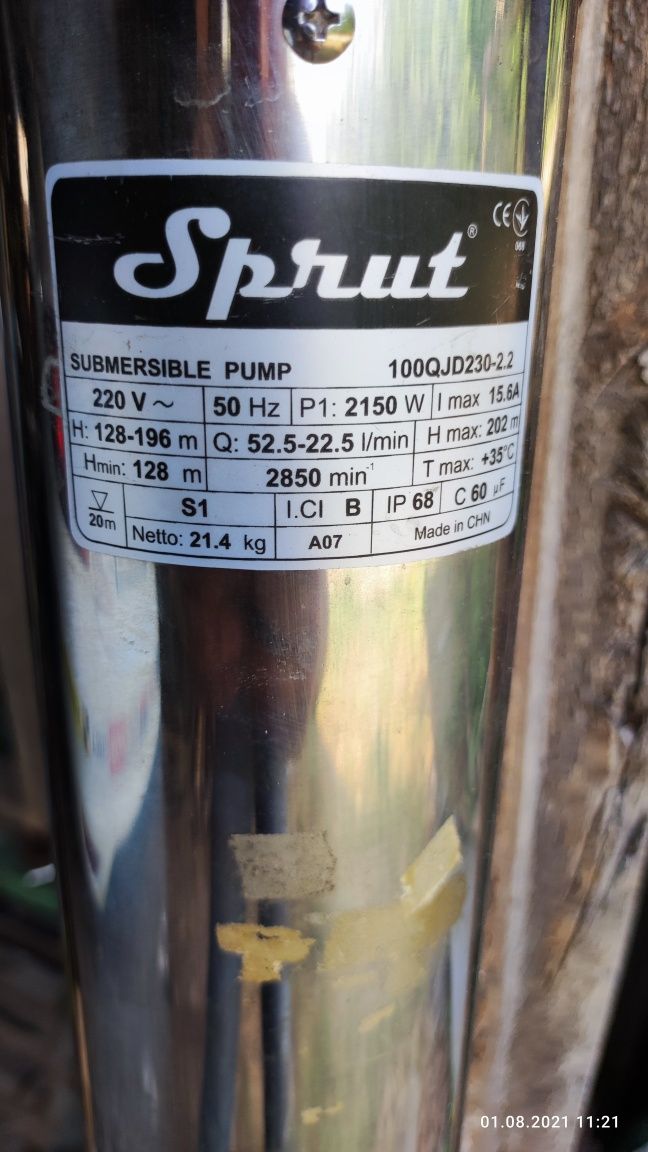 Sprut®
CE
SUBMERSIBLE PUMP 100QJD230-2.2
220 V ~ 50 Hz P1: 2150 W I max 15.6A
H: 128-196 m Q: 52.5-22.5 l/min H max: 202 m
Hmin: 128 m 2850 min⁻¹ T max: +35°C
20m S1 I.Cl B IP 68 C 60 µF
Netto: 21.4 kg A07 Made in CHN
01.08.2021 11:21